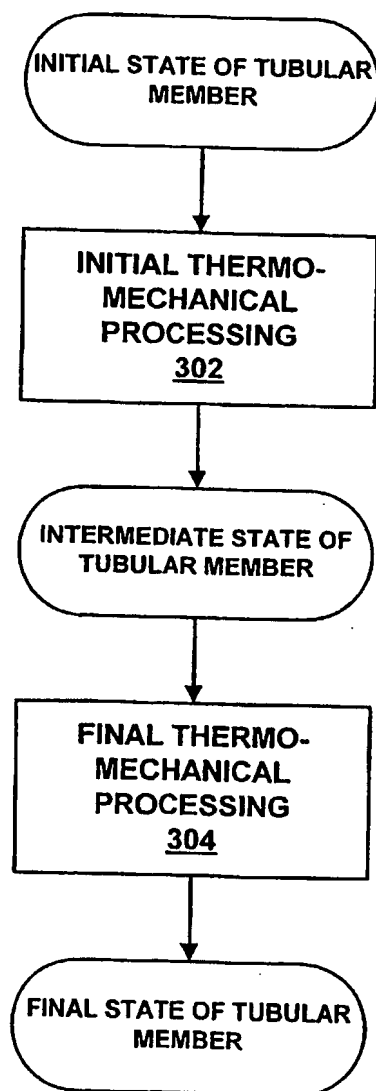 INITIAL STATE OF TUBULAR
MEMBER
INITIAL THERMO-
MECHANICAL
PROCESSING
302
INTERMEDIATE STATE OF
TUBULAR MEMBER
FINAL THERMO-
MECHANICAL
PROCESSING
304
FINAL STATE OF TUBULAR
MEMBER